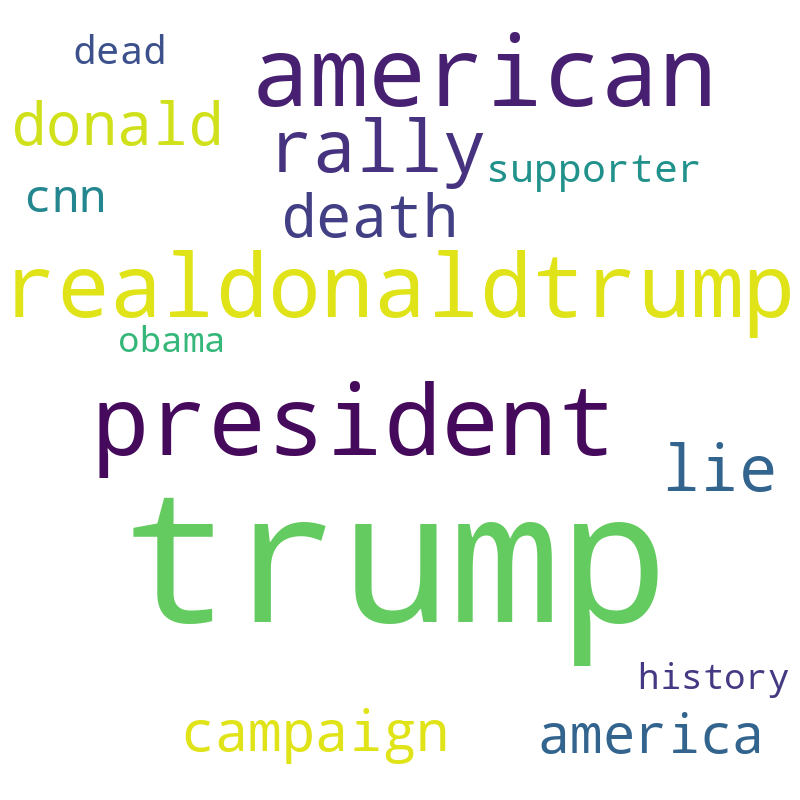 dead
american
donald
rally
supporter
cnn
death
realdonaldtrump
obama
president
lie
trump
history
campaign
america